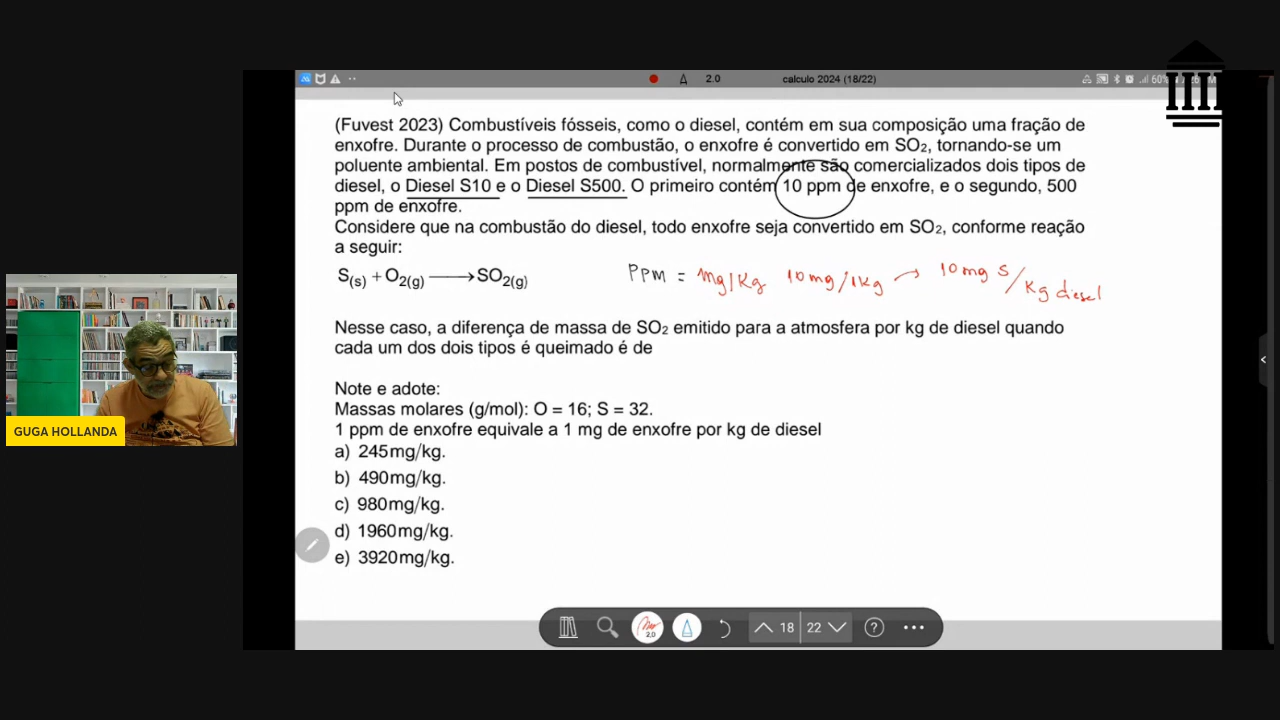 2.0
calculo 2024 (18/22)
60%
(Fuvest 2023) Combustíveis fósseis, como o diesel, contém em sua composição uma fração de
enxofre. Durante o processo de combustão, o enxofre é convertido em SO₂, tornando-se um
poluente ambiental. Em postos de combustível, normalmente são comercializados dois tipos de
diesel, o Diesel S10 e o Diesel S500. O primeiro contém 10 ppm de enxofre, e o segundo, 500
ppm de enxofre.
Considere que na combustão do diesel, todo enxofre seja convertido em SO₂, conforme reação
a seguir:
S(s) + O2(g) ⟶ SO2(g)
PPm = mg/Kg 10mg/1Kg → 10mg S/Kg diesel
Nesse caso, a diferença de massa de SO₂ emitido para a atmosfera por kg de diesel quando
cada um dos dois tipos é queimado é de
Note e adote:
Massas molares (g/mol): O = 16; S = 32.
1 ppm de enxofre equivale a 1 mg de enxofre por kg de diesel
a) 245mg/kg.
b) 490mg/kg.
c) 980mg/kg.
d) 1960mg/kg.
e) 3920mg/kg.
GUGA HOLLANDA
2,0
18
22
?